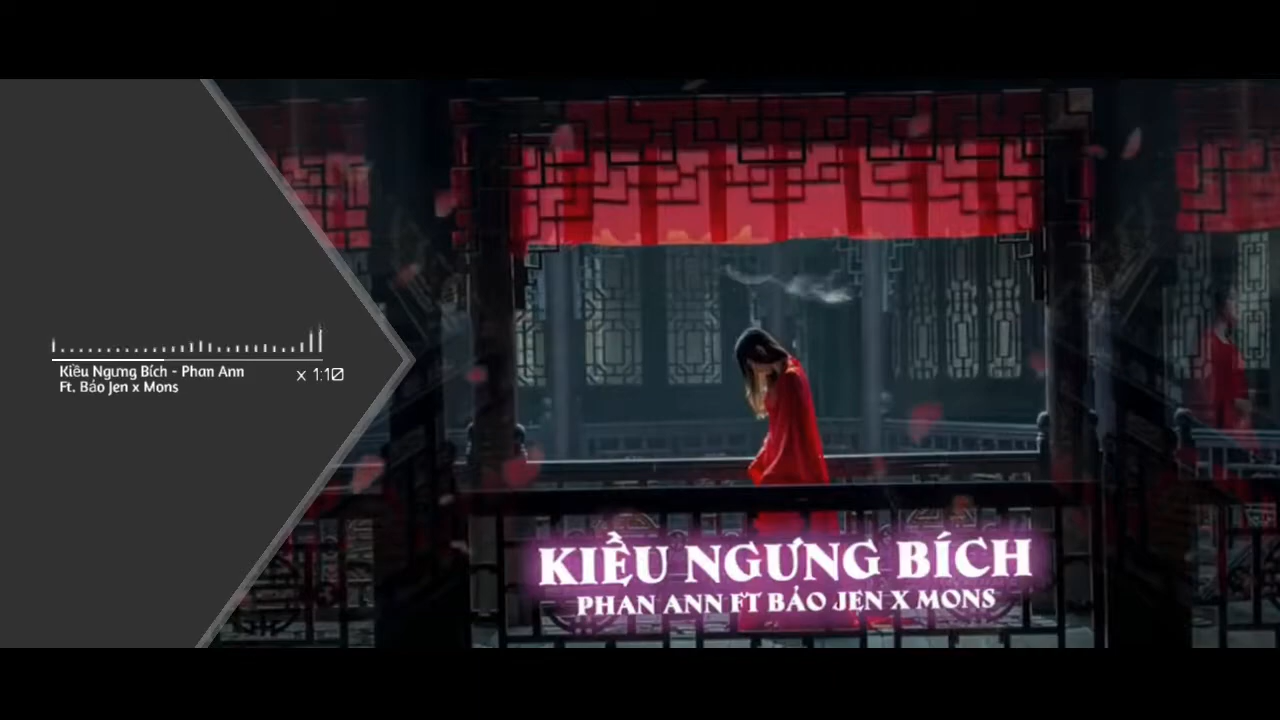 Kiều Ngưng Bích - Phan Ann
Ft. Bảo Jen x Mons
x 1:10
KIỀU NGƯNG BÍCH
PHAN ANN FT BẢO JEN X MONS